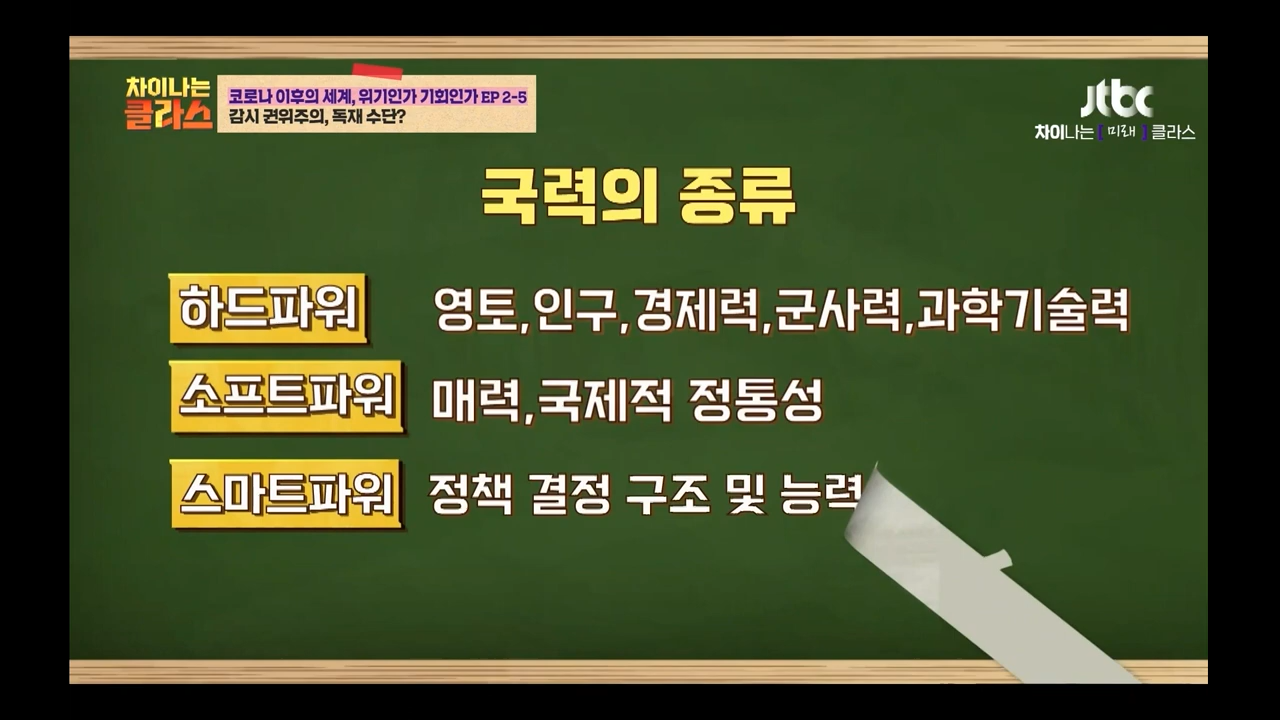 차이나는
클라스
코로나 이후의 세계, 위기인가 기회인가 EP 2-5
감시 권위주의, 독재 수단?
jtbc
차이나는 [ 미래 ] 클라스
국력의 종류
하드파워 영토,인구,경제력,군사력,과학기술력
소프트파워 매력,국제적 정통성
스마트파워 정책 결정 구조 및 능력